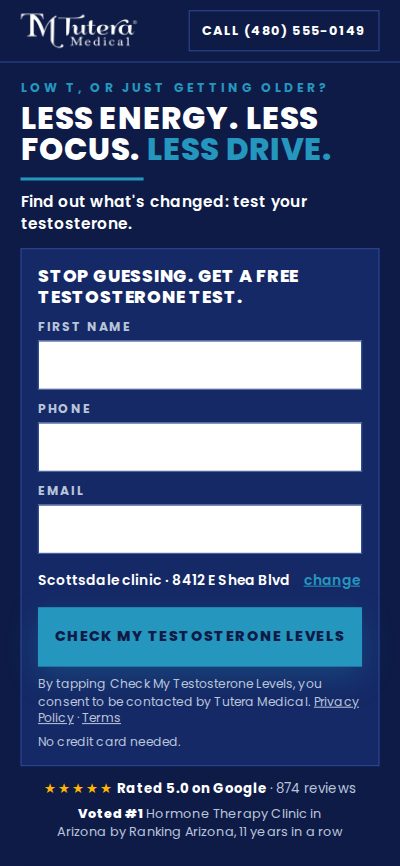 Tutera
Medical
CALL (480) 555-0149
LOW T, OR JUST GETTING OLDER?
LESS ENERGY. LESS
FOCUS. LESS DRIVE.
Find out what's changed: test your
testosterone.
STOP GUESSING. GET A FREE
TESTOSTERONE TEST.
FIRST NAME
PHONE
EMAIL
Scottsdale clinic · 8412 E Shea Blvd change
CHECK MY TESTOSTERONE LEVELS
By tapping Check My Testosterone Levels, you
consent to be contacted by Tutera Medical. Privacy
Policy · Terms
No credit card needed.
★★★★★ Rated 5.0 on Google · 874 reviews
Voted #1 Hormone Therapy Clinic in
Arizona by Ranking Arizona, 11 years in a row